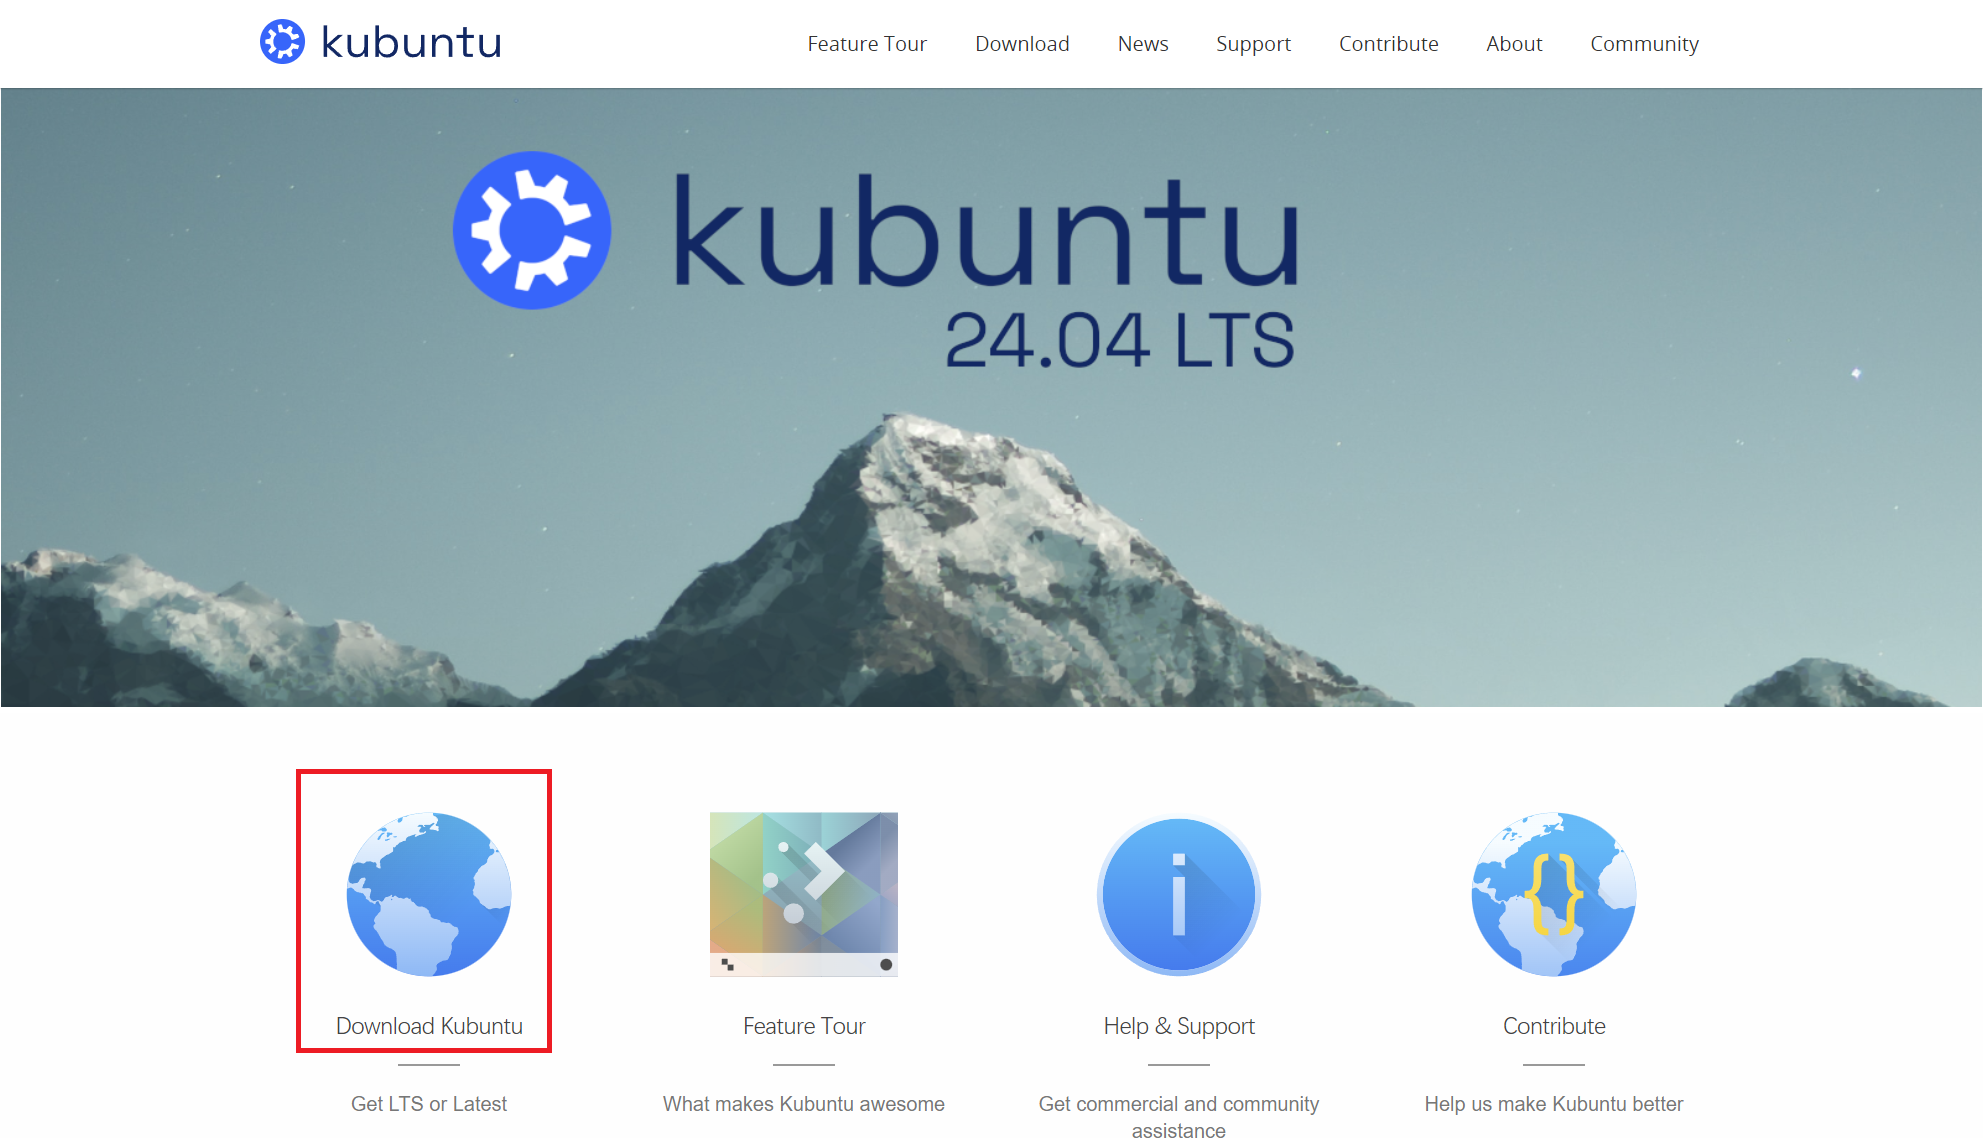 kubuntu
Feature Tour Download News Support Contribute About Community
kubuntu
24.04 LTS
i
{}
Download Kubuntu
Get LTS or Latest
Feature Tour
What makes Kubuntu awesome
Help & Support
Get commercial and community
assistance
Contribute
Help us make Kubuntu better